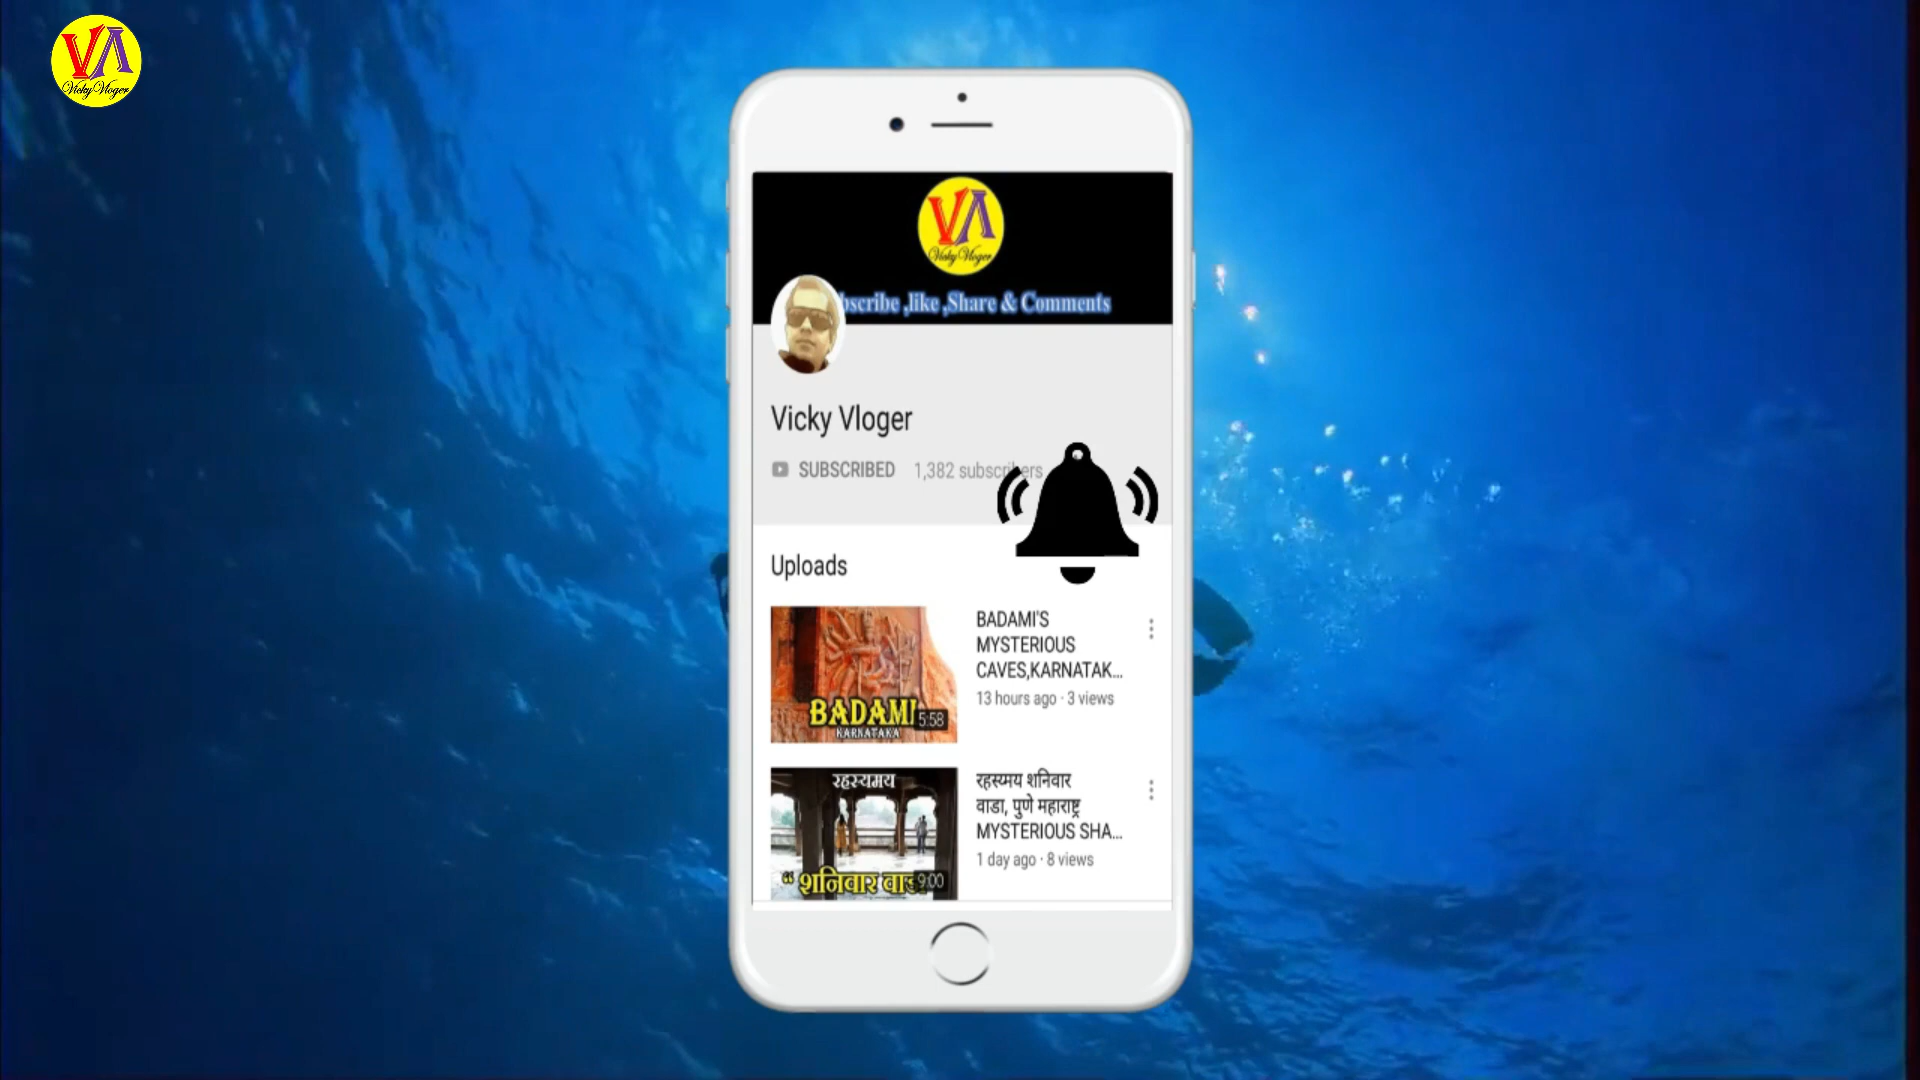 VA
Vicky Vloger
VA
Vicky Vloger
bscribe ,like ,Share & Comments
Vicky Vloger
SUBSCRIBED 1,382 subscribers
Uploads
BADAMI'S
MYSTERIOUS
CAVES,KARNATAK...
13 hours ago · 3 views
BADAMI
5:58
KARNATAKA
रहस्यमय
रहस्य्मय शनिवार
वाडा, पुणे महाराष्ट्र
MYSTERIOUS SHA...
1 day ago · 8 views
“ शनिवार वाड
9:00